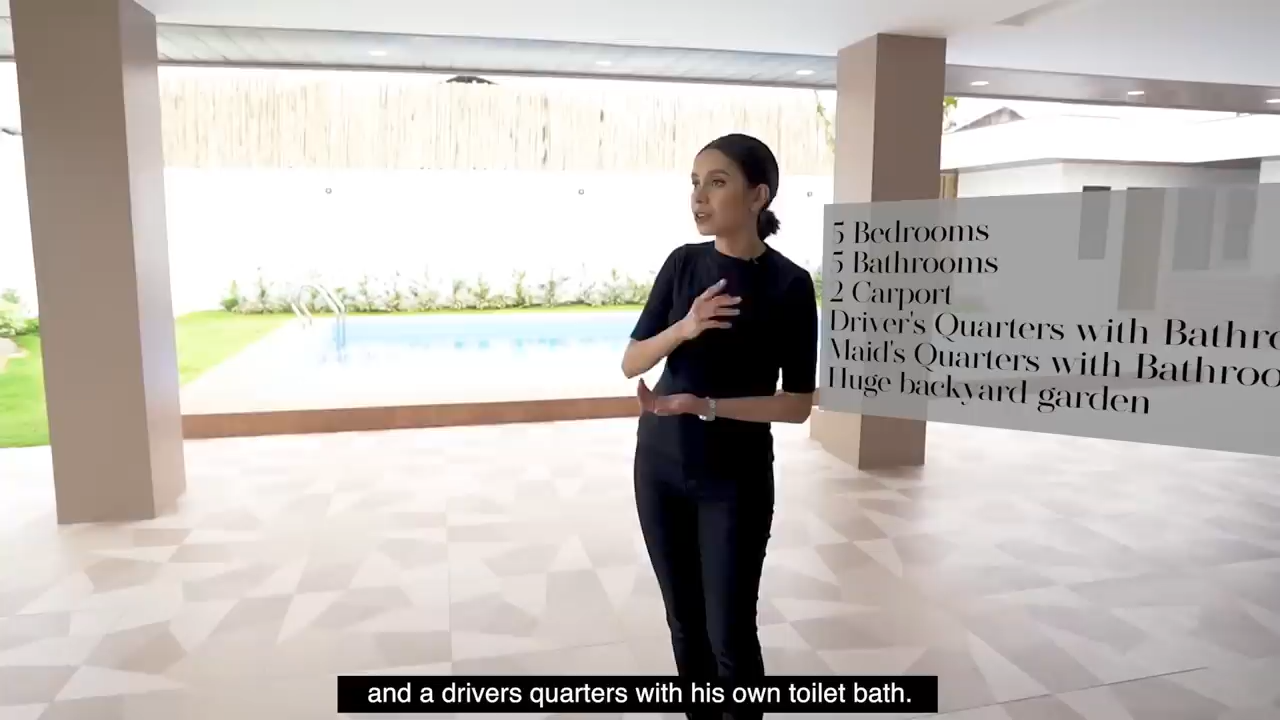 5 Bedrooms
5 Bathrooms
2 Carport
Driver's Quarters with
Maid's Quarters with
Huge backyard garden
and a drivers quarters with his own toilet bath.